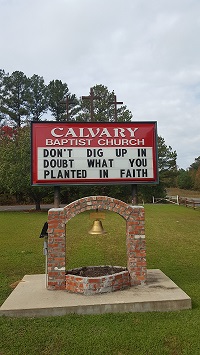 CALVARY
BAPTIST CHURCH
DON'T DIG UP IN
DOUBT WHAT YOU
PLANTED IN FAITH